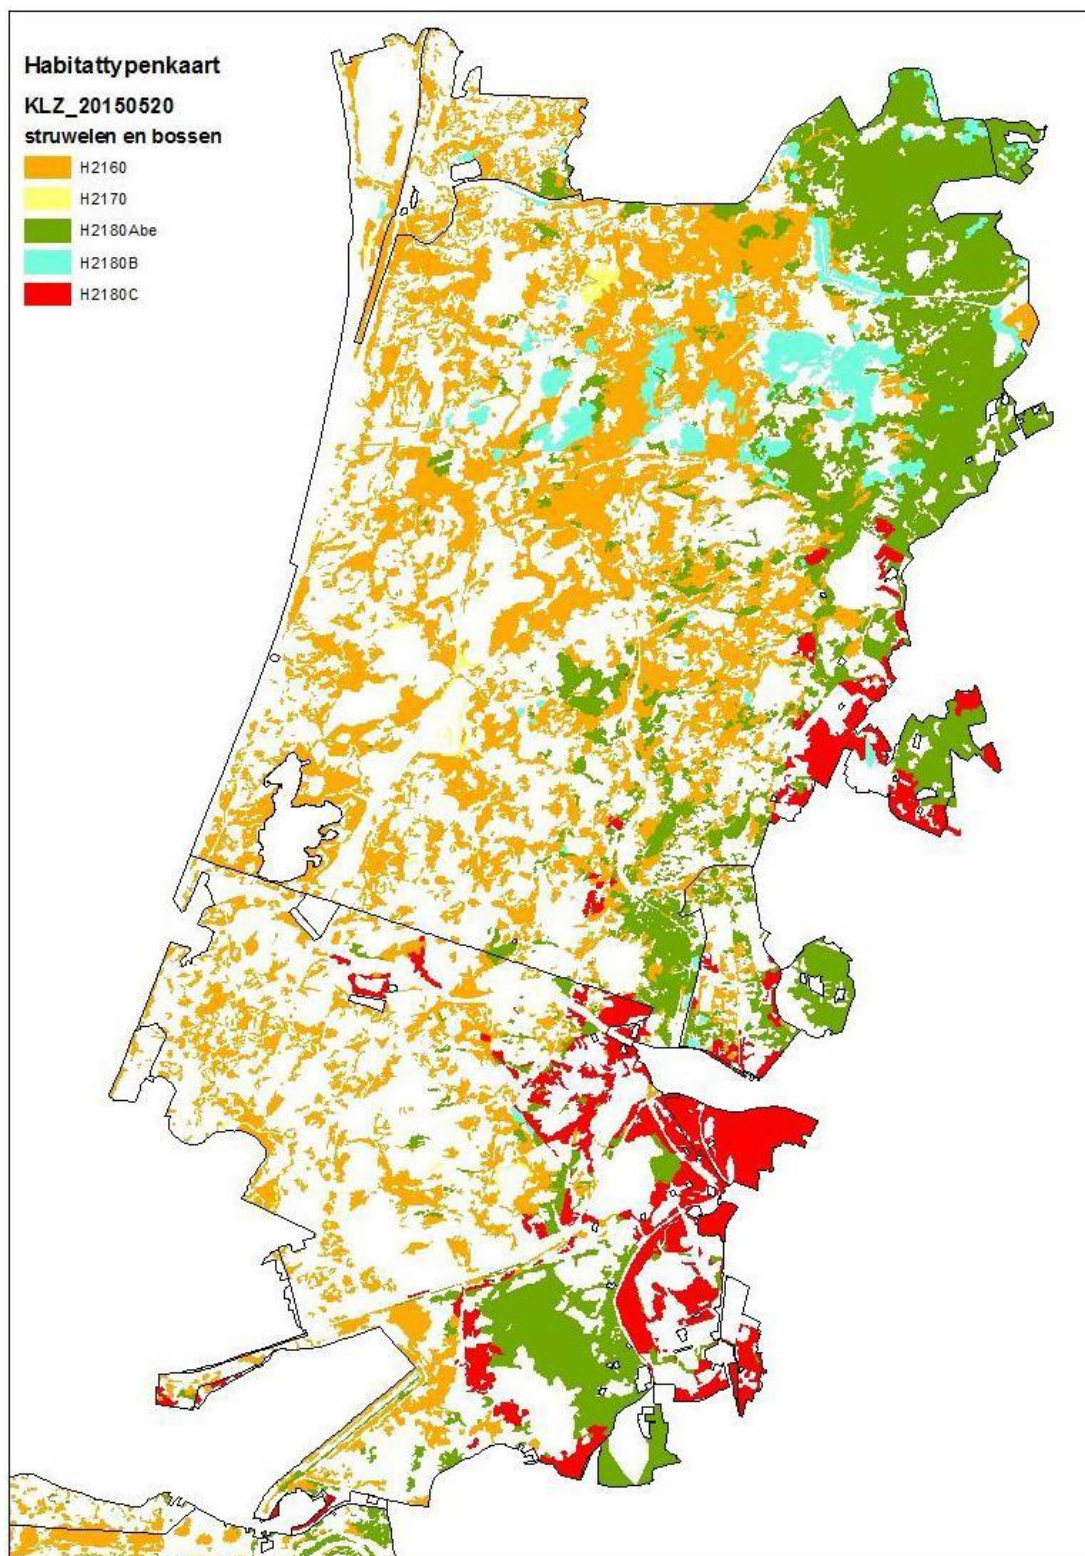 Habitattypenkaart
KLZ_20150520
struwelen en bossen
H2160
H2170
H2180Abe
H2180B
H2180C